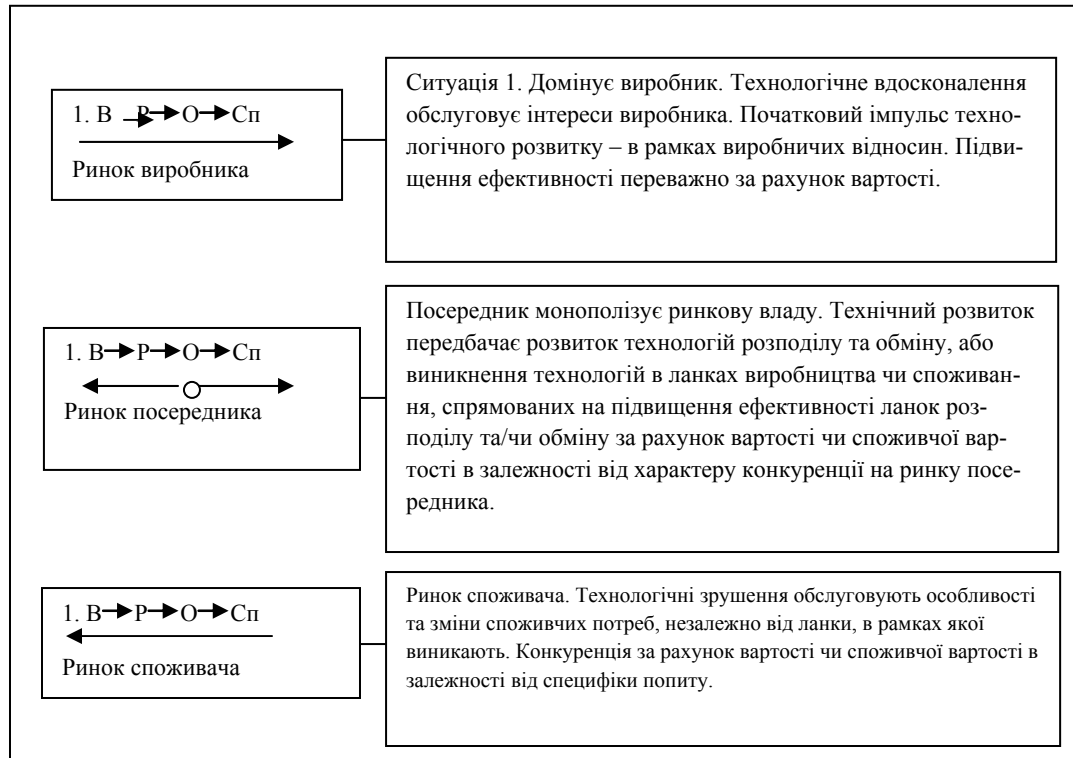 1. В → Р → О → Сп
Ринок виробника
Ситуація 1. Домінує виробник. Технологічне вдосконалення
обслуговує інтереси виробника. Початковий імпульс техно-
логічного розвитку – в рамках виробничих відносин. Підви-
щення ефективності переважно за рахунок вартості.
1. В → Р → О → Сп
Ринок посередника
Посередник монополізує ринкову владу. Технічний розвиток
передбачає розвиток технологій розподілу та обміну, або
виникнення технологій в ланках виробництва чи споживан-
ня, спрямованих на підвищення ефективності ланок роз-
поділу та/чи обміну за рахунок вартості чи споживчої вар-
тості в залежності від характеру конкуренції на ринку посе-
редника.
1. В → Р → О → Сп
Ринок споживача
Ринок споживача. Технологічні зрушення обслуговують особливості
та зміни споживчих потреб, незалежно від ланки, в рамках якої
виникають. Конкуренція за рахунок вартості чи споживчої вартості в
залежності від специфіки попиту.